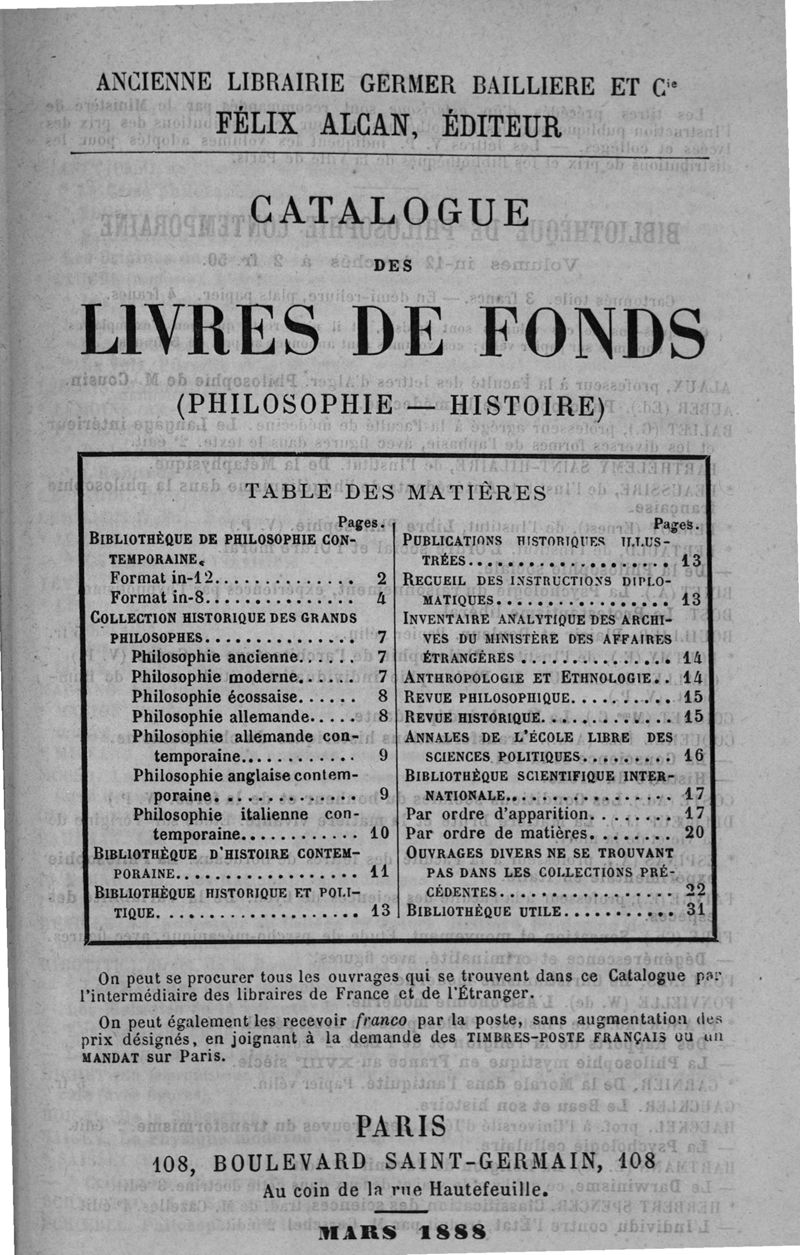 ANCIENNE LIBRAIRIE GERMER BAILLIERE ET Cie
FÉLIX ALCAN, ÉDITEUR
CATALOGUE
DES
LIVRES DE FONDS
(PHILOSOPHIE — HISTOIRE)
TABLE DES MATIÈRES
Pages.
BIBLIOTHÈQUE DE PHILOSOPHIE CON-
TEMPORAINE.
Format in-12............... 2
Format in-8................ 4
COLLECTION HISTORIQUE DES GRANDS
PHILOSOPHES............... 7
Philosophie ancienne...... 7
Philosophie moderne...... 7
Philosophie écossaise...... 8
Philosophie allemande..... 8
Philosophie allemande con-
temporaine............ 9
Philosophie anglaise contem-
poraine.............. 9
Philosophie italienne con-
temporaine............ 10
BIBLIOTHÈQUE D'HISTOIRE CONTEM-
PORAINE.................. 11
BIBLIOTHÈQUE HISTORIQUE ET POLI-
TIQUE.................... 13
Pages.
PUBLICATIONS HISTORIQUES ILLUS-
TRÉES.................... 13
RECUEIL DES INSTRUCTIONS DIPLO-
MATIQUES................. 13
INVENTAIRE ANALYTIQUE DES ARCHI-
VES DU MINISTÈRE DES AFFAIRES
ÉTRANGÈRES ............... 14
ANTHROPOLOGIE ET ETHNOLOGIE.. 14
REVUE PHILOSOPHIQUE.......... 15
REVUE HISTORIQUE............. 15
ANNALES DE L'ÉCOLE LIBRE DES
SCIENCES POLITIQUES......... 16
BIBLIOTHÈQUE SCIENTIFIQUE INTER-
NATIONALE................. 17
Par ordre d'apparition........ 17
Par ordre de matières........ 20
OUVRAGES DIVERS NE SE TROUVANT
PAS DANS LES COLLECTIONS PRÉ-
CÉDENTES................. 22
BIBLIOTHÈQUE UTILE........... 31
On peut se procurer tous les ouvrages qui se trouvent dans ce Catalogue par
l'intermédiaire des libraires de France et de l'Étranger.
On peut également les recevoir franco par la poste, sans augmentation des
prix désignés, en joignant à la demande des TIMBRES-POSTE FRANÇAIS ou un
MANDAT sur Paris.
PARIS
108, BOULEVARD SAINT-GERMAIN, 108
Au coin de la rue Hautefeuille.
MARS 1888